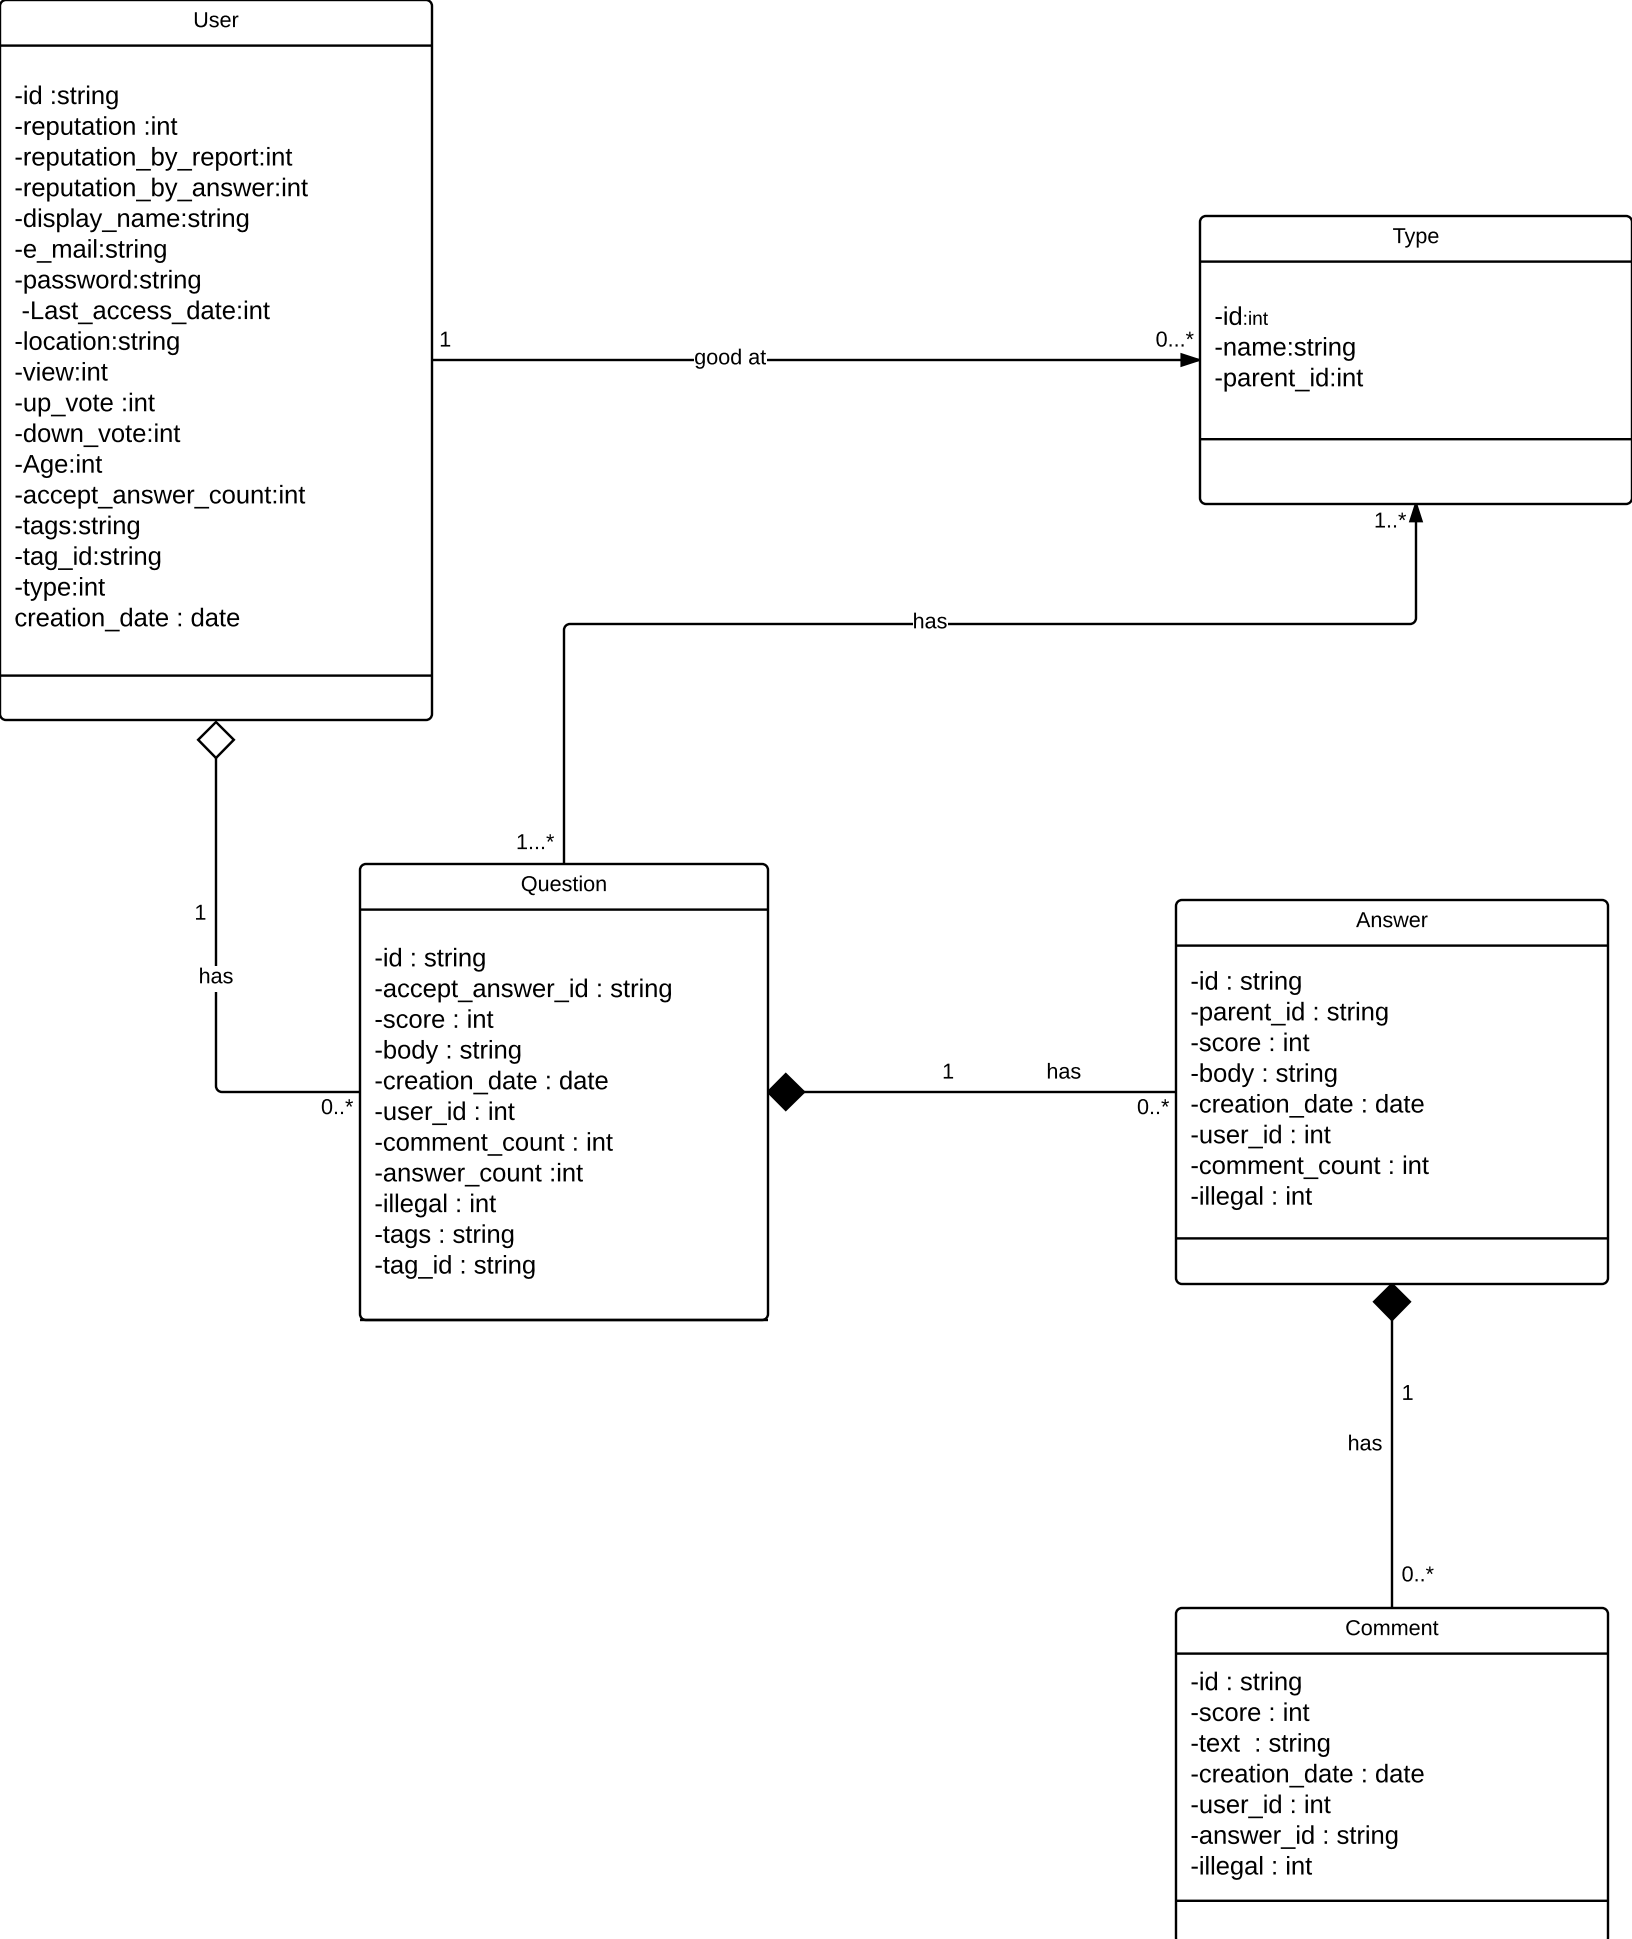 User
-id :string
-reputation :int
-reputation_by_report:int
-reputation_by_answer:int
-display_name:string
-e_mail:string
-password:string
-Last_access_date:int
-location:string
-view:int
-up_vote :int
-down_vote:int
-Age:int
-accept_answer_count:int
-tags:string
-tag_id:string
-type:int
creation_date : date
1
good at
0...*
Type
-id:int
-name:string
-parent_id:int
1..*
has
1...*
1
has
0..*
Question
-id : string
-accept_answer_id : string
-score : int
-body : string
-creation_date : date
-user_id : int
-comment_count : int
-answer_count :int
-illegal : int
-tags : string
-tag_id : string
1
has
0..*
Answer
-id : string
-parent_id : string
-score : int
-body : string
-creation_date : date
-user_id : int
-comment_count : int
-illegal : int
1
has
0..*
Comment
-id : string
-score : int
-text  : string
-creation_date : date
-user_id : int
-answer_id : string
-illegal : int